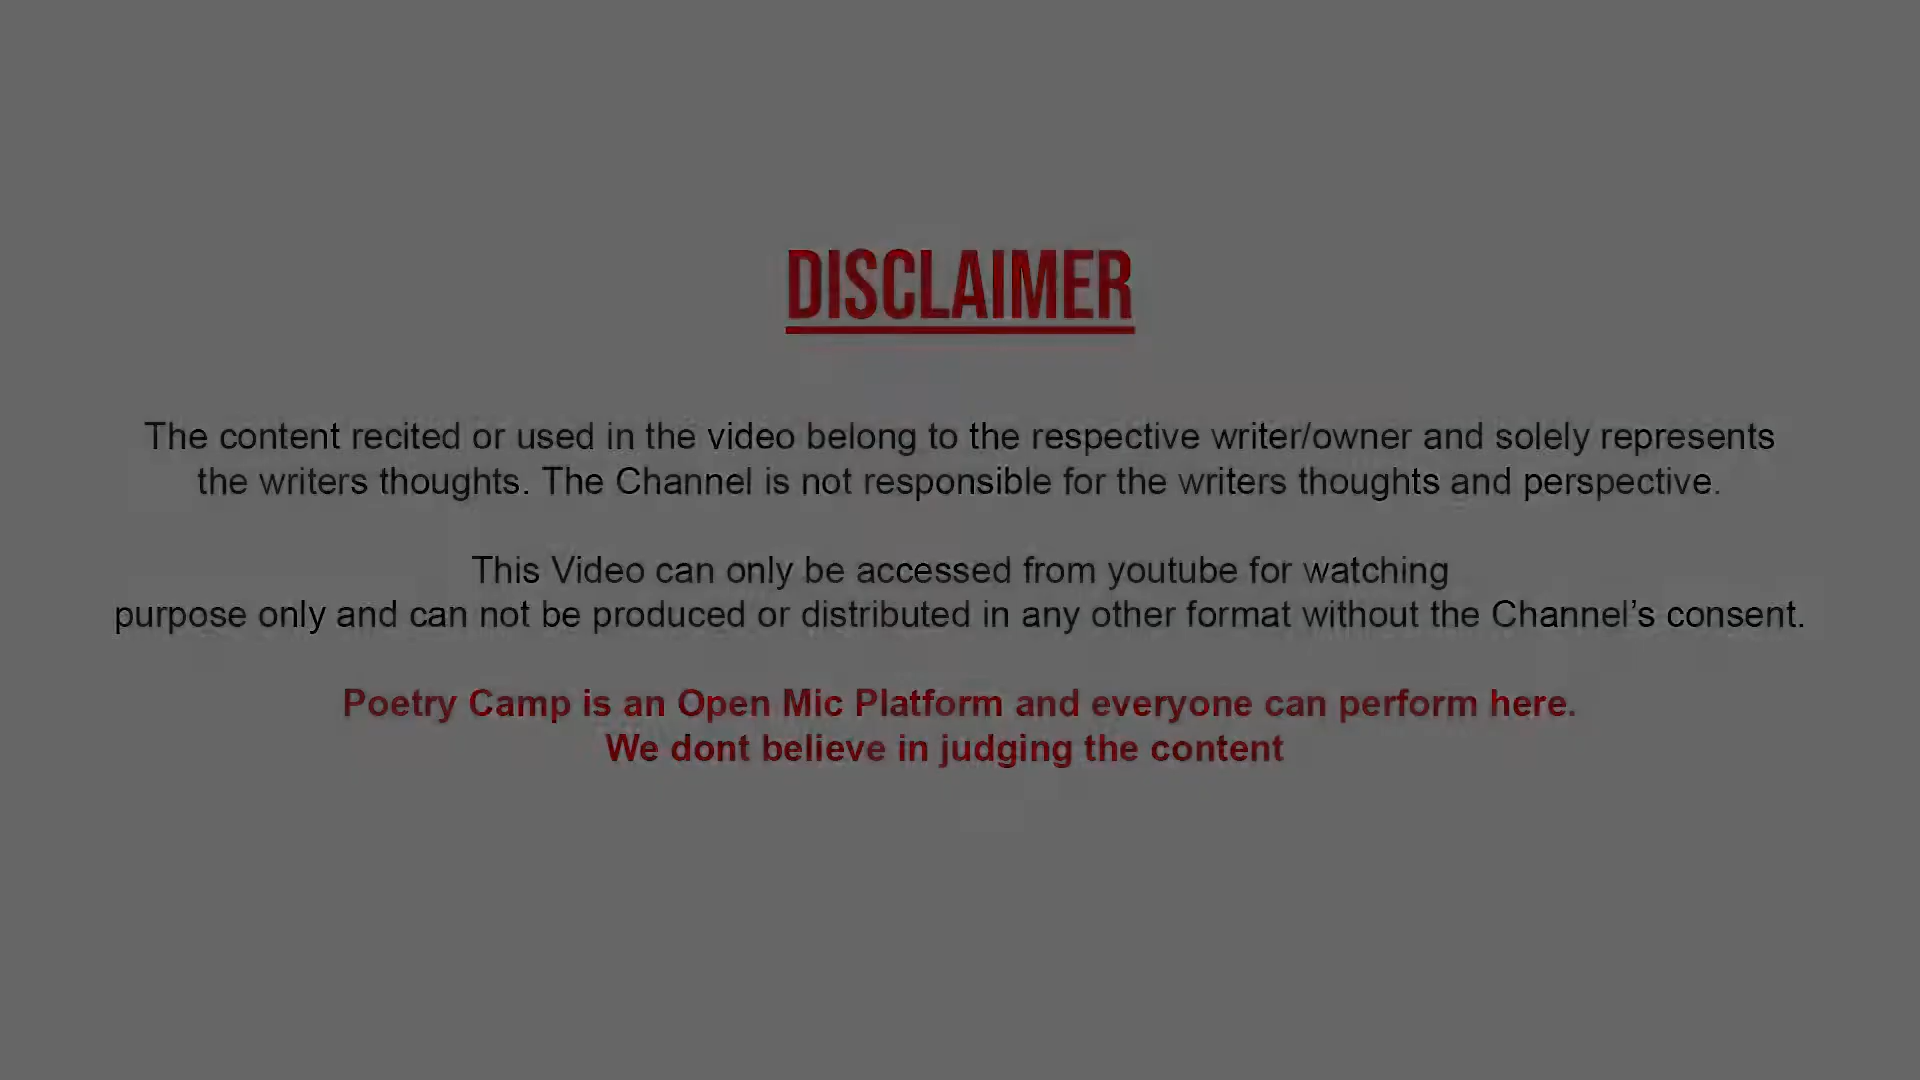 DISCLAIMER
The content recited or used in the video belong to the respective writer/owner and solely represents
the writers thoughts. The Channel is not responsible for the writers thoughts and perspective.
This Video can only be accessed from youtube for watching
purpose only and can not be produced or distributed in any other format without the Channel’s consent.
Poetry Camp is an Open Mic Platform and everyone can perform here.
We dont believe in judging the content